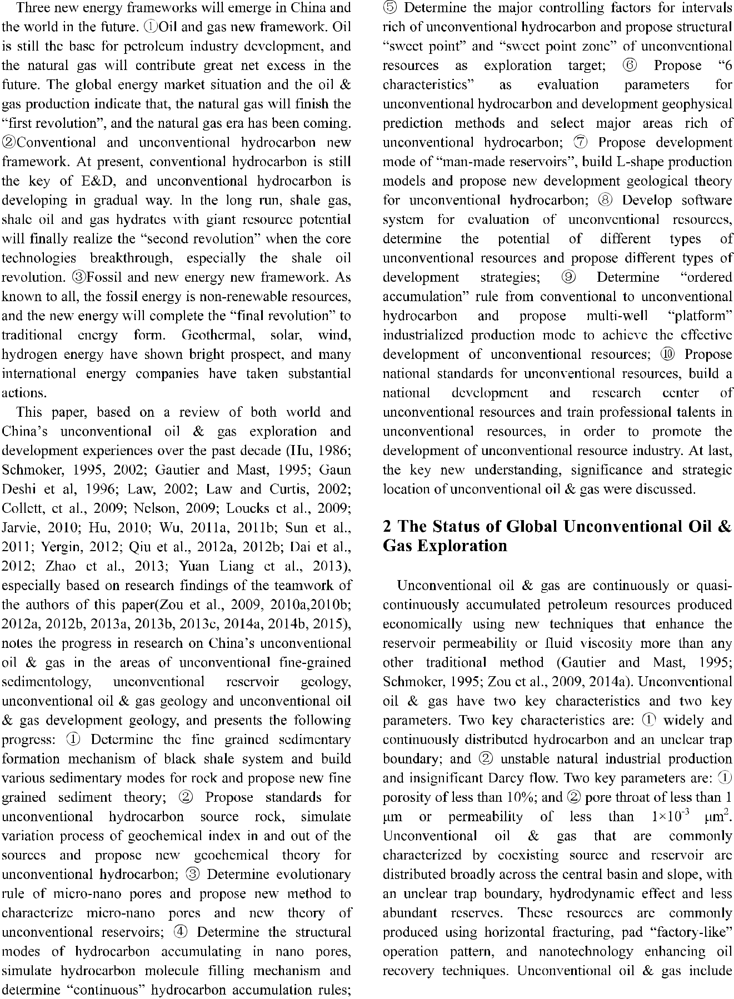 Three new energy frameworks will emerge in China and
the world in the future. ①Oil and gas new framework. Oil
is still the base for petroleum industry development, and
the natural gas will contribute great net excess in the
future. The global energy market situation and the oil &
gas production indicate that, the natural gas will finish the
“first revolution”, and the natural gas era has been coming.
②Conventional and unconventional hydrocarbon new
framework. At present, conventional hydrocarbon is still
the key of E&D, and unconventional hydrocarbon is
developing in gradual way. In the long run, shale gas,
shale oil and gas hydrates with giant resource potential
will finally realize the “second revolution” when the core
technologies breakthrough, especially the shale oil
revolution. ③Fossil and new energy new framework. As
known to all, the fossil energy is non-renewable resources,
and the new energy will complete the “final revolution” to
traditional energy form. Geothermal, solar, wind,
hydrogen energy have shown bright prospect, and many
international energy companies have taken substantial
actions.
This paper, based on a review of both world and
China’s unconventional oil & gas exploration and
development experiences over the past decade (Hu, 1986;
Schmoker, 1995, 2002; Gautier and Mast, 1995; Gaun
Deshi et al, 1996; Law, 2002; Law and Curtis, 2002;
Collett, et al., 2009; Nelson, 2009; Loucks et al., 2009;
Jarvie, 2010; Hu, 2010; Wu, 2011a, 2011b; Sun et al.,
2011; Yergin, 2012; Qiu et al., 2012a, 2012b; Dai et al.,
2012; Zhao et al., 2013; Yuan Liang et al., 2013),
especially based on research findings of the teamwork of
the authors of this paper(Zou et al., 2009, 2010a,2010b;
2012a, 2012b, 2013a, 2013b, 2013c, 2014a, 2014b, 2015),
notes the progress in research on China’s unconventional
oil & gas in the areas of unconventional fine-grained
sedimentology, unconventional reservoir geology,
unconventional oil & gas geology and unconventional oil
& gas development geology, and presents the following
progress: ① Determine the fine grained sedimentary
formation mechanism of black shale system and build
various sedimentary modes for rock and propose new fine
grained sediment theory; ② Propose standards for
unconventional hydrocarbon source rock, simulate
variation process of geochemical index in and out of the
sources and propose new geochemical theory for
unconventional hydrocarbon; ③ Determine evolutionary
rule of micro-nano pores and propose new method to
characterize micro-nano pores and new theory of
unconventional reservoirs; ④ Determine the structural
modes of hydrocarbon accumulating in nano pores,
simulate hydrocarbon molecule filling mechanism and
determine “continuous” hydrocarbon accumulation rules;
⑤ Determine the major controlling factors for intervals
rich of unconventional hydrocarbon and propose structural
“sweet point” and “sweet point zone” of unconventional
resources as exploration target; ⑥ Propose “6
characteristics” as evaluation parameters for
unconventional hydrocarbon and development geophysical
prediction methods and select major areas rich of
unconventional hydrocarbon; ⑦ Propose development
mode of “man-made reservoirs”, build L-shape production
models and propose new development geological theory
for unconventional hydrocarbon; ⑧ Develop software
system for evaluation of unconventional resources,
determine the potential of different types of
unconventional resources and propose different types of
development strategies; ⑨ Determine “ordered
accumulation” rule from conventional to unconventional
hydrocarbon and propose multi-well “platform”
industrialized production mode to achieve the effective
development of unconventional resources; ⑩ Propose
national standards for unconventional resources, build a
national development and research center of
unconventional resources and train professional talents in
unconventional resources, in order to promote the
development of unconventional resource industry. At last,
the key new understanding, significance and strategic
location of unconventional oil & gas were discussed.
2 The Status of Global Unconventional Oil &
Gas Exploration
Unconventional oil & gas are continuously or quasi-
continuously accumulated petroleum resources produced
economically using new techniques that enhance the
reservoir permeability or fluid viscosity more than any
other traditional method (Gautier and Mast, 1995;
Schmoker, 1995; Zou et al., 2009, 2014a). Unconventional
oil & gas have two key characteristics and two key
parameters. Two key characteristics are: ① widely and
continuously distributed hydrocarbon and an unclear trap
boundary; and ② unstable natural industrial production
and insignificant Darcy flow. Two key parameters are: ①
porosity of less than 10%; and ② pore throat of less than 1
μm or permeability of less than 1×10⁻³ μm².
Unconventional oil & gas that are commonly
characterized by coexisting source and reservoir are
distributed broadly across the central basin and slope, with
an unclear trap boundary, hydrodynamic effect and less
abundant reserves. These resources are commonly
produced using horizontal fracturing, pad “factory-like”
operation pattern, and nanotechnology enhancing oil
recovery techniques. Unconventional oil & gas include